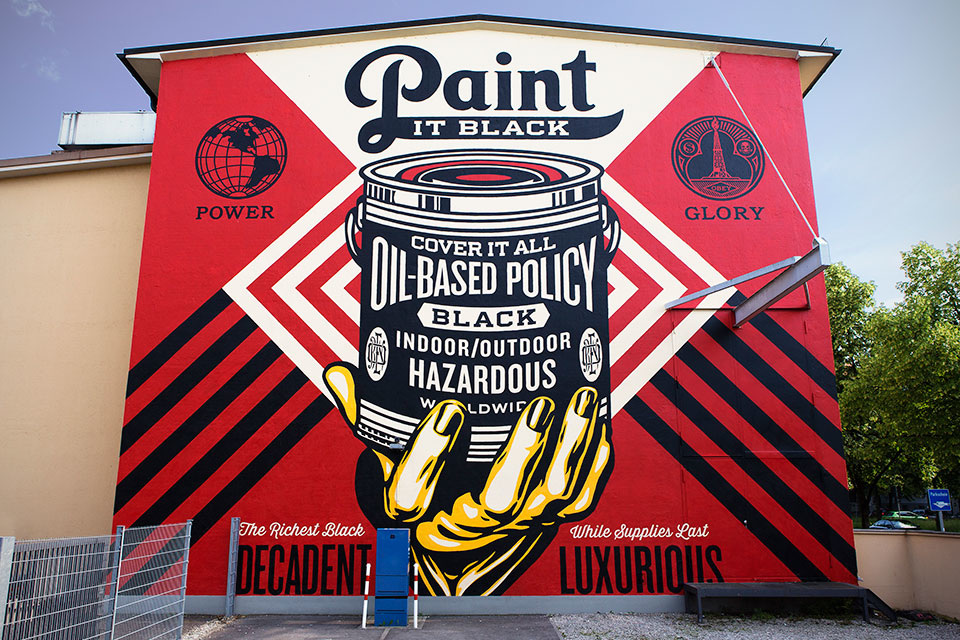 Paint
IT BLACK
POWER
GLORY
OBEY
COVER IT ALL
OIL-BASED POLICY
BLACK
INDOOR/OUTDOOR
HAZARDOUS
The Richest Black
DECADENT
While Supplies Last
LUXURIOUS